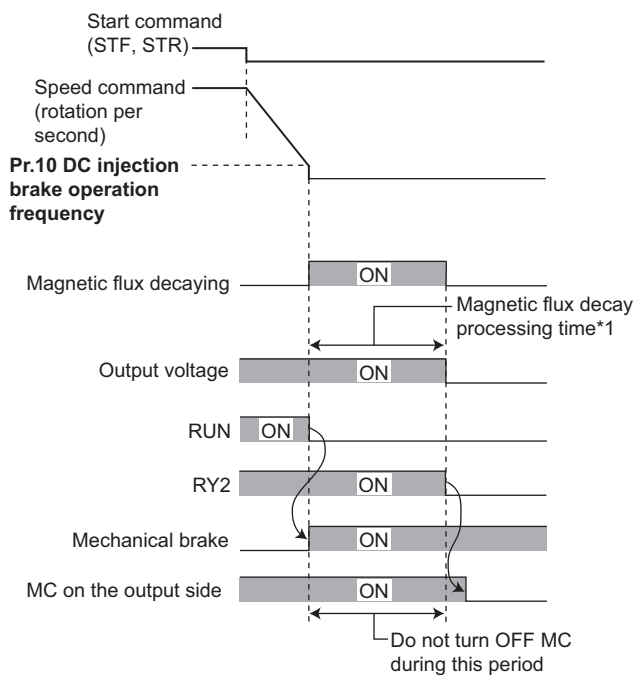 Start command
(STF, STR)
Speed command
(rotation per
second)
Pr.10 DC injection
brake operation
frequency
Magnetic flux decaying
ON
Magnetic flux decay
processing time*1
Output voltage
ON
RUN
ON
RY2
ON
Mechanical brake
ON
MC on the output side
ON
Do not turn OFF MC
during this period